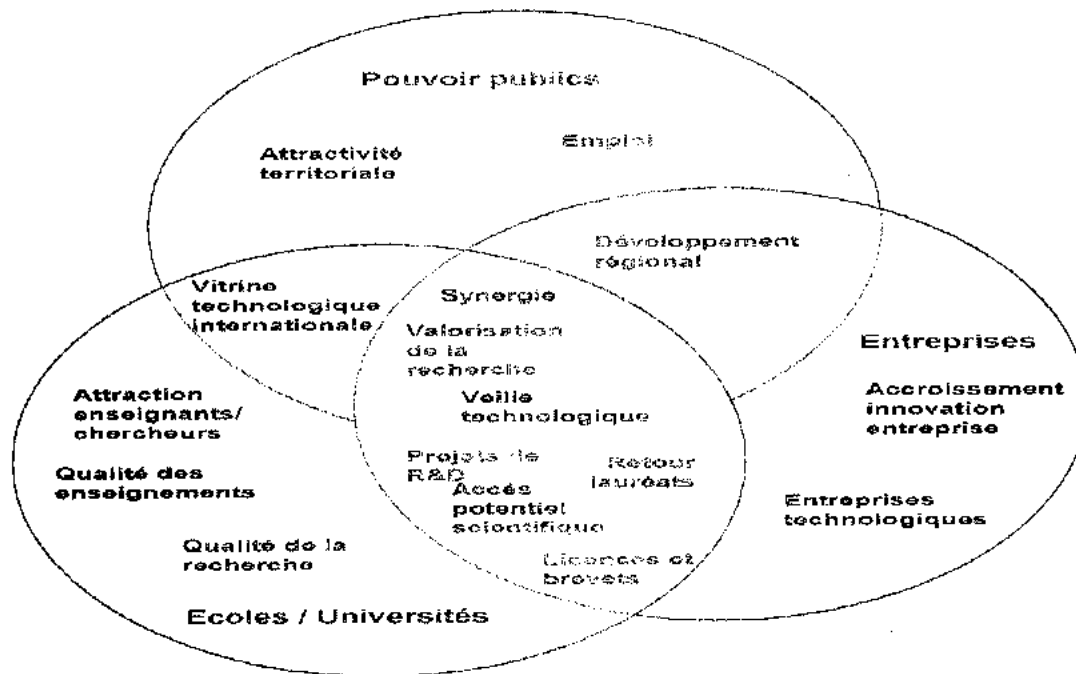 Pouvoir publics
Emploi
Attractivité
territoriale
Développement
régional
Vitrine
technologique
internationale
Synergie
Valorisation
de la
recherche
Entreprises
Attraction
enseignants/
chercheurs
Veille
technologique
Accroissement
innovation
entreprise
Qualité des
enseignements
Projets de
R&D
Retour
lauréats
Accès
potentiel
scientifique
Entreprises
technologiques
Qualité de la
recherche
Licences et
brevets
Ecoles / Universités